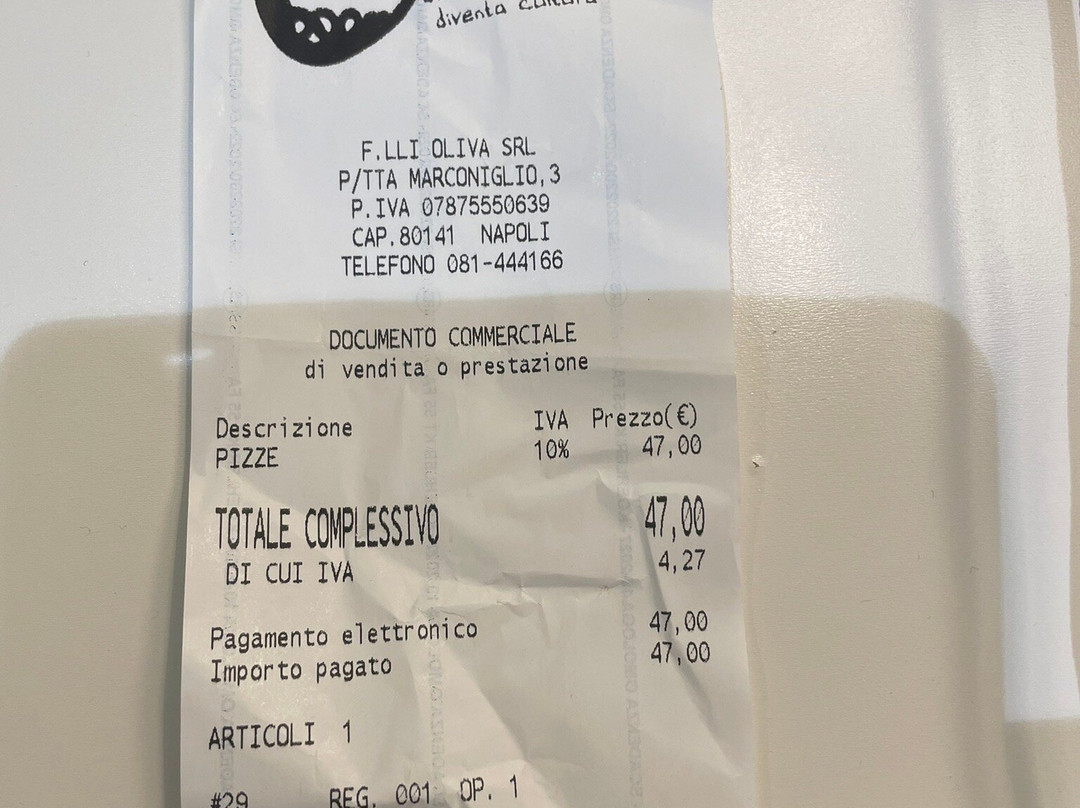 diventa cultura
F.LLI OLIVA SRL
P/TTA MARCONIGLIO,3
P.IVA 07875550639
CAP.80141 NAPOLI
TELEFONO 081-444166
DOCUMENTO COMMERCIALE
di vendita o prestazione
Descrizione IVA Prezzo(€)
PIZZE 10% 47,00
TOTALE COMPLESSIVO 47,00
DI CUI IVA 4,27
Pagamento elettronico 47,00
Importo pagato 47,00
ARTICOLI 1
#29 REG. 001 OP. 1